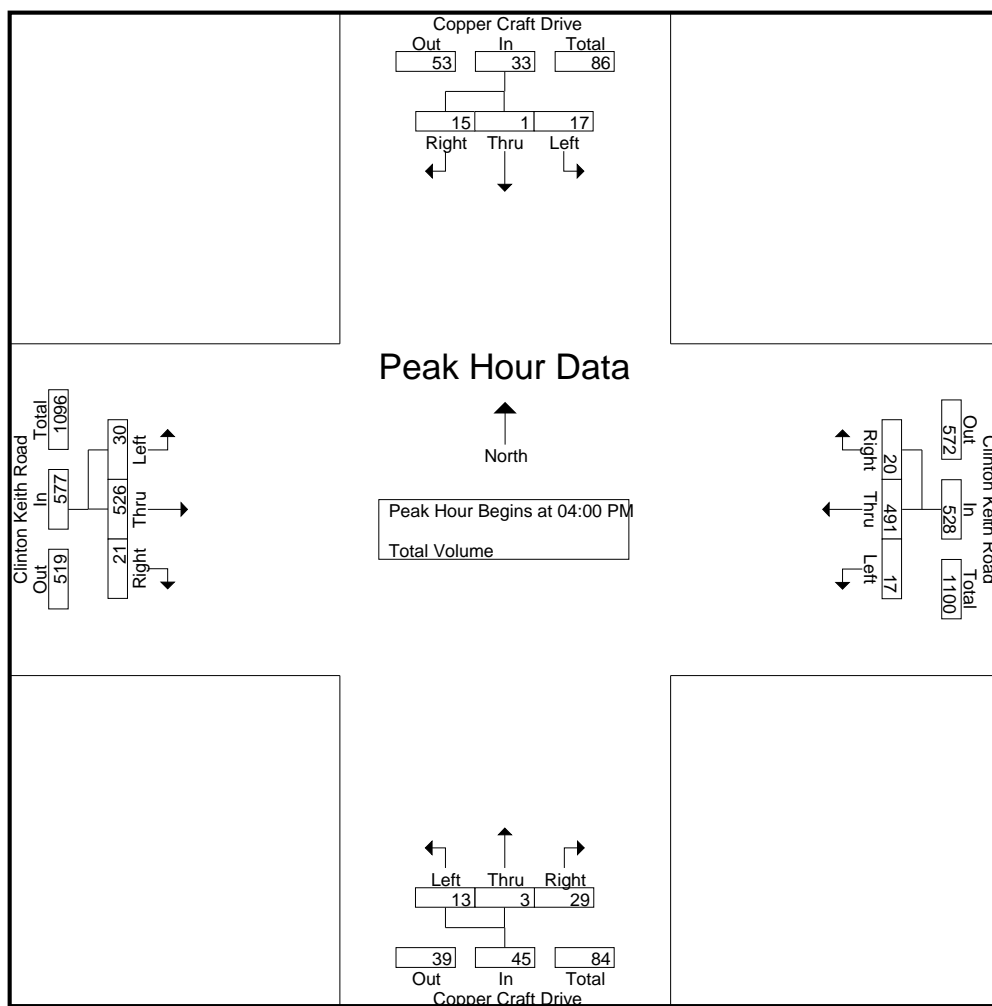 Copper Craft Drive
Out In Total
53 33 86
15 1 17
Right Thru Left
Peak Hour Data
North
Peak Hour Begins at 04:00 PM
Total Volume
Clinton Keith Road
Total In Out
1096 577 519
30 526 21
Left Thru Right
Clinton Keith Road
Out In Total
572 528 1100
20 491 17
Right Thru Left
Left Thru Right
13 3 29
39 45 84
Out In Total
Copper Craft Drive